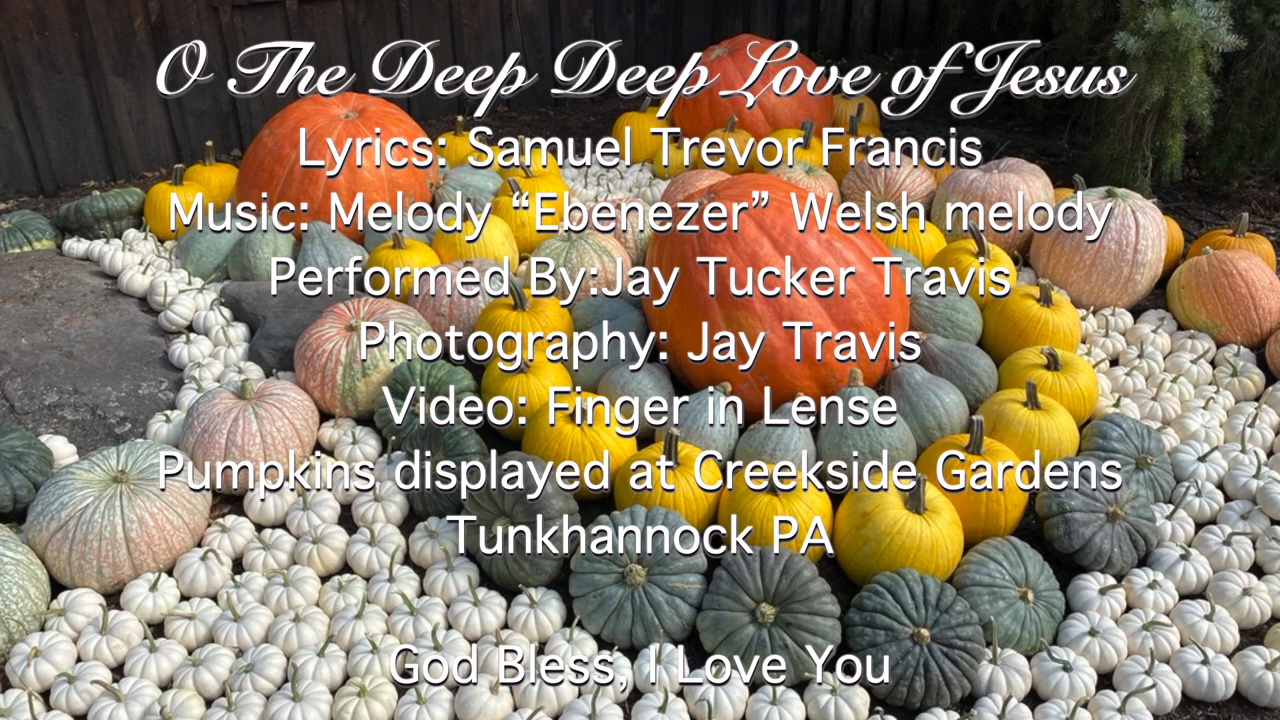 O The Deep Deep Love of Jesus
Lyrics: Samuel Trevor Francis
Music: Melody “Ebenezer” Welsh melody
Performed By:Jay Tucker Travis
Photography: Jay Travis
Video: Finger in Lense
Pumpkins displayed at Creekside Gardens
Tunkhannock PA
God Bless, I Love You